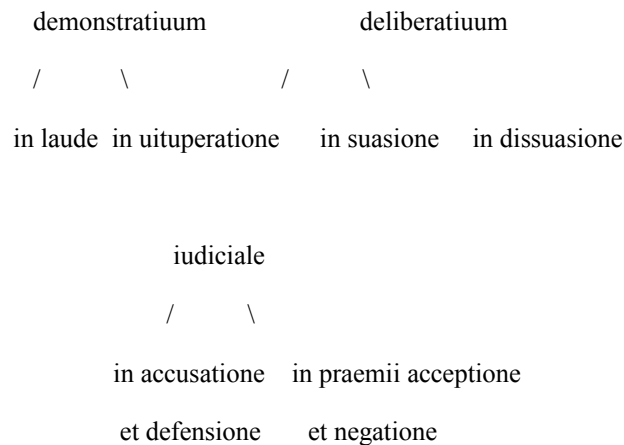 demonstratiuum deliberatiuum
/ \ / \
in laude in uituperatione in suasione in dissuasione
iudiciale
/ \
in accusatione in praemii acceptione
et defensione et negatione